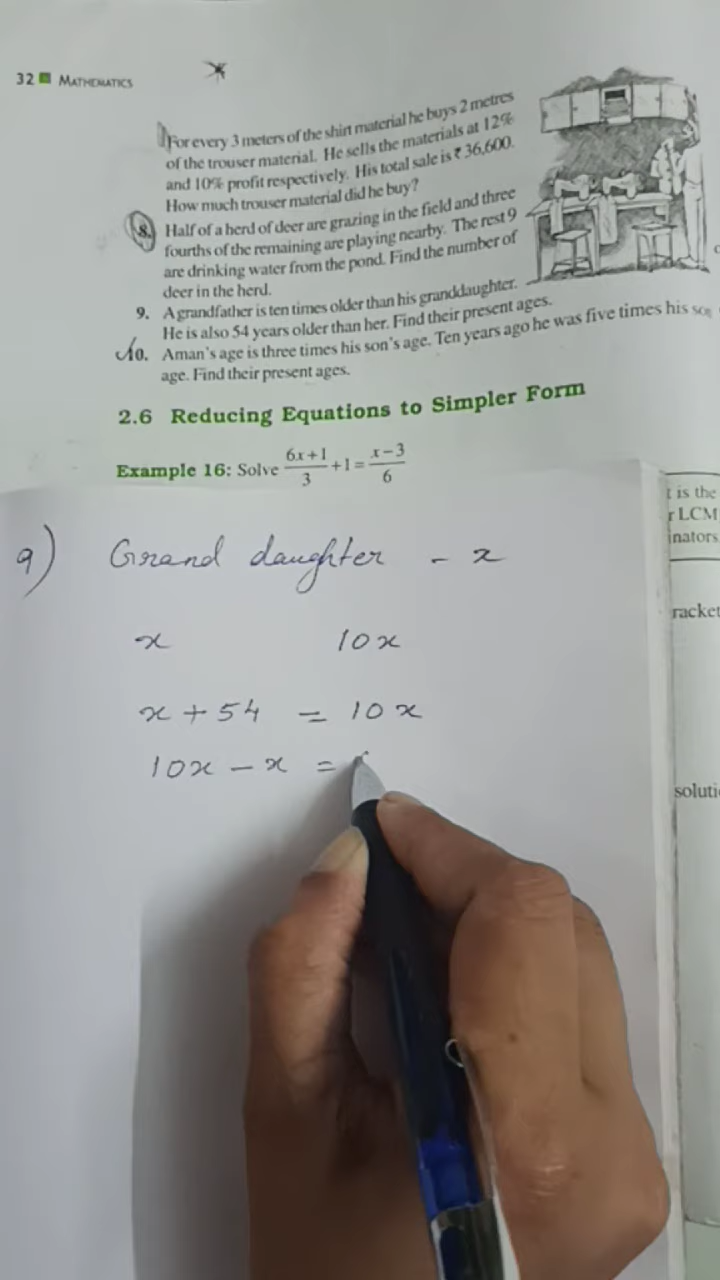 32 MATHEMATICS
For every 3 meters of the shirt material he buys 2 metres
of the trouser material. He sells the materials at 12%
and 10% profit respectively. His total sale is ₹ 36,600.
How much trouser material did he buy?
8. Half of a herd of deer are grazing in the field and three
fourths of the remaining are playing nearby. The rest 9
are drinking water from the pond. Find the number of
deer in the herd.
9. A grandfather is ten times older than his granddaughter.
He is also 54 years older than her. Find their present ages.
10. Aman's age is three times his son's age. Ten years ago he was five times his son
age. Find their present ages.
2.6 Reducing Equations to Simpler Form
Example 16: Solve (6x+1)/3 + 1 = (x−3)/6
t is the
r LCM
inators
racket
soluti
9) Grand daughter - x
x 10x
x + 54 = 10x
10x - x =